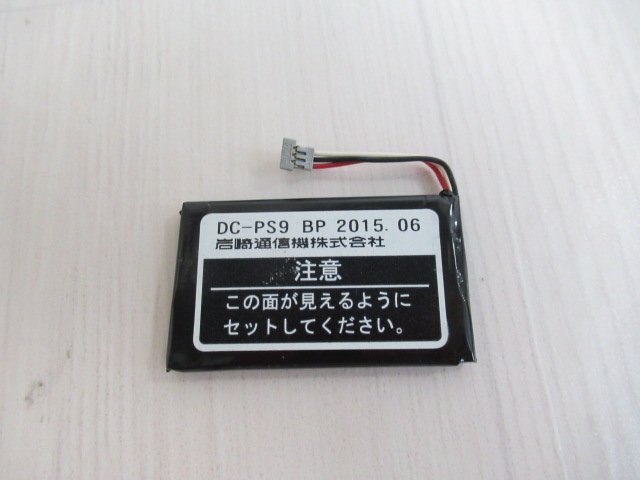 DC-PS9 BP 2015.06
岩崎通信機株式会社
注意
この面が見えるように
セットしてください。